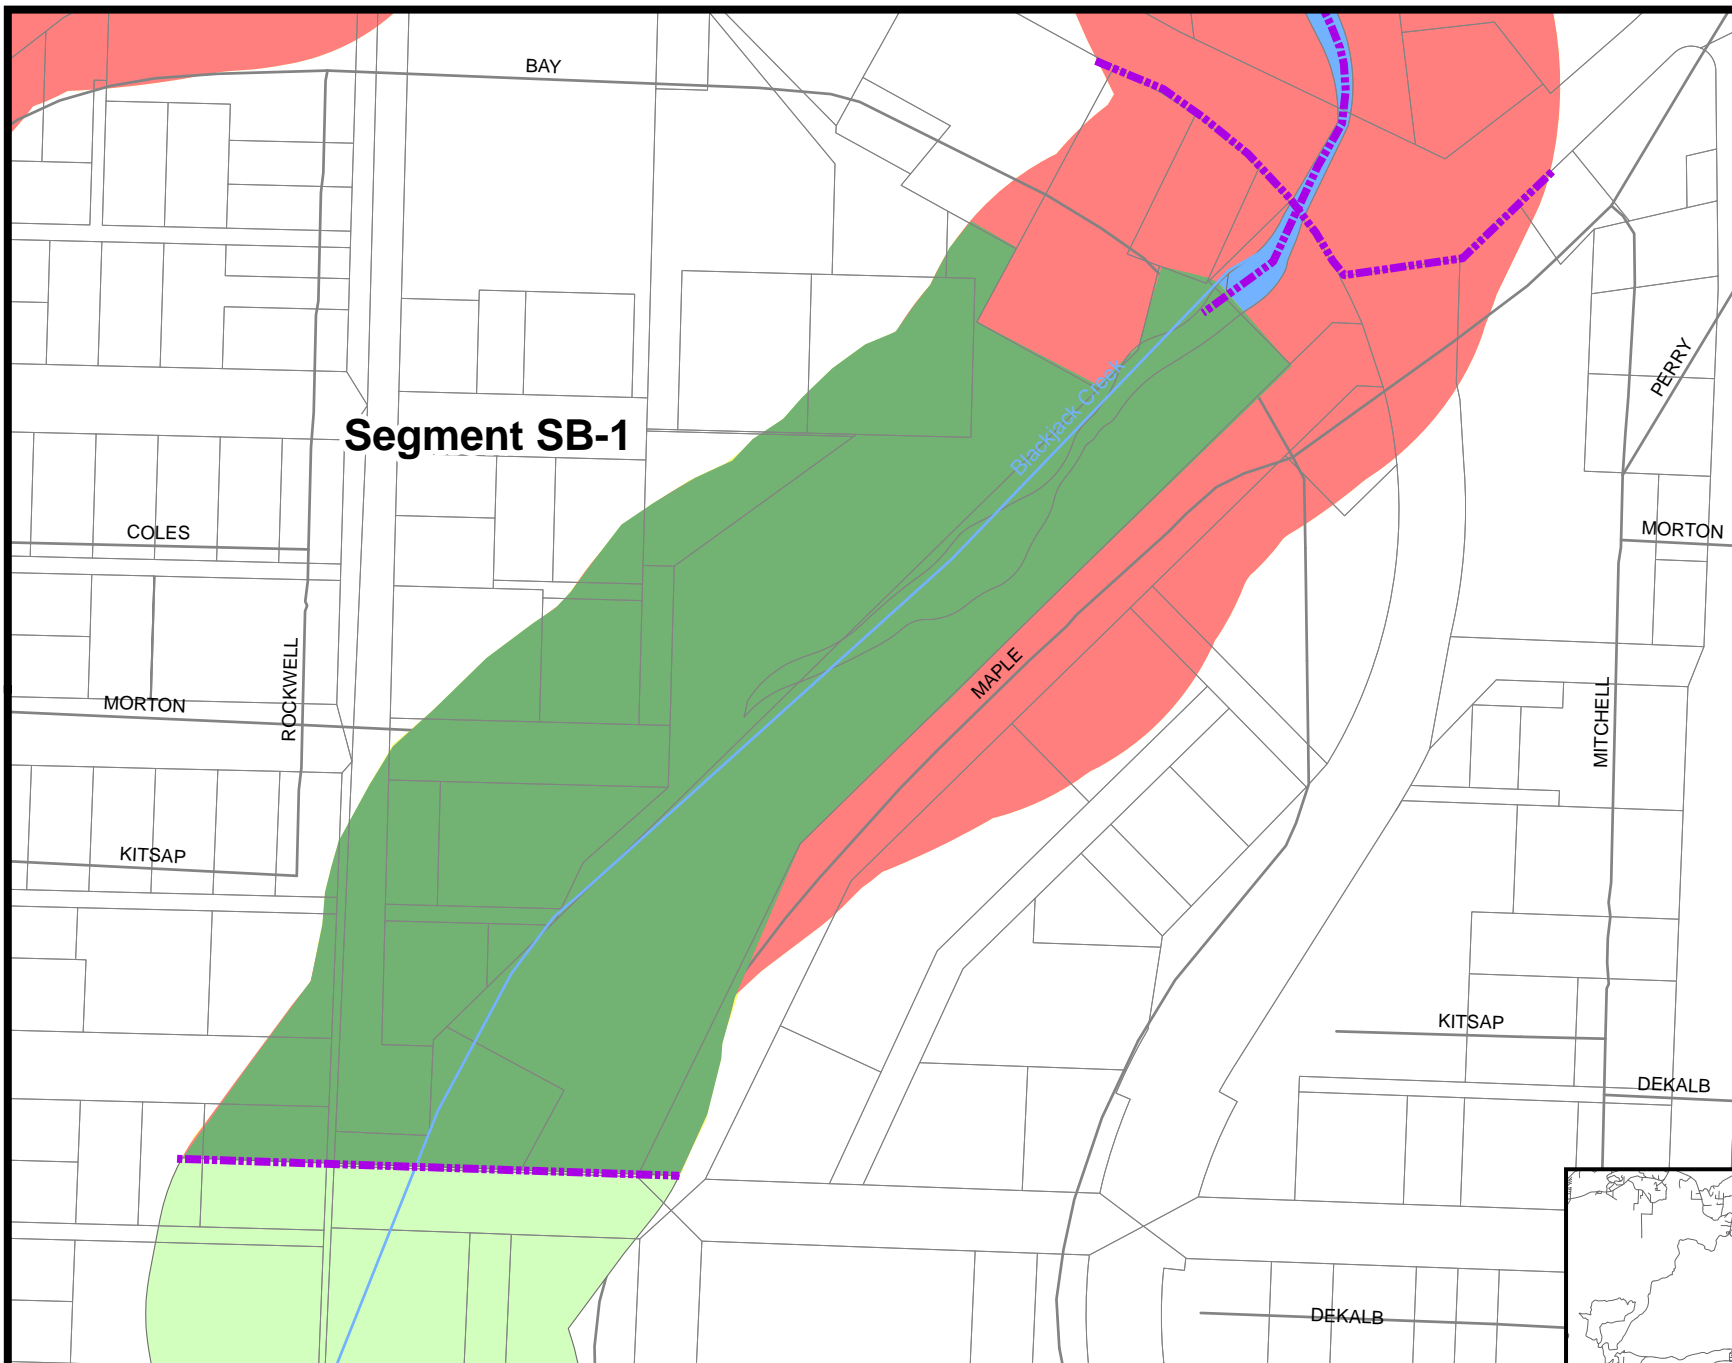 BAY
PERRY
Blackjack Creek
Segment SB-1
COLES
MORTON
ROCKWELL
MAPLE
MORTON
MITCHELL
KITSAP
KITSAP
DEKALB
DEKALB